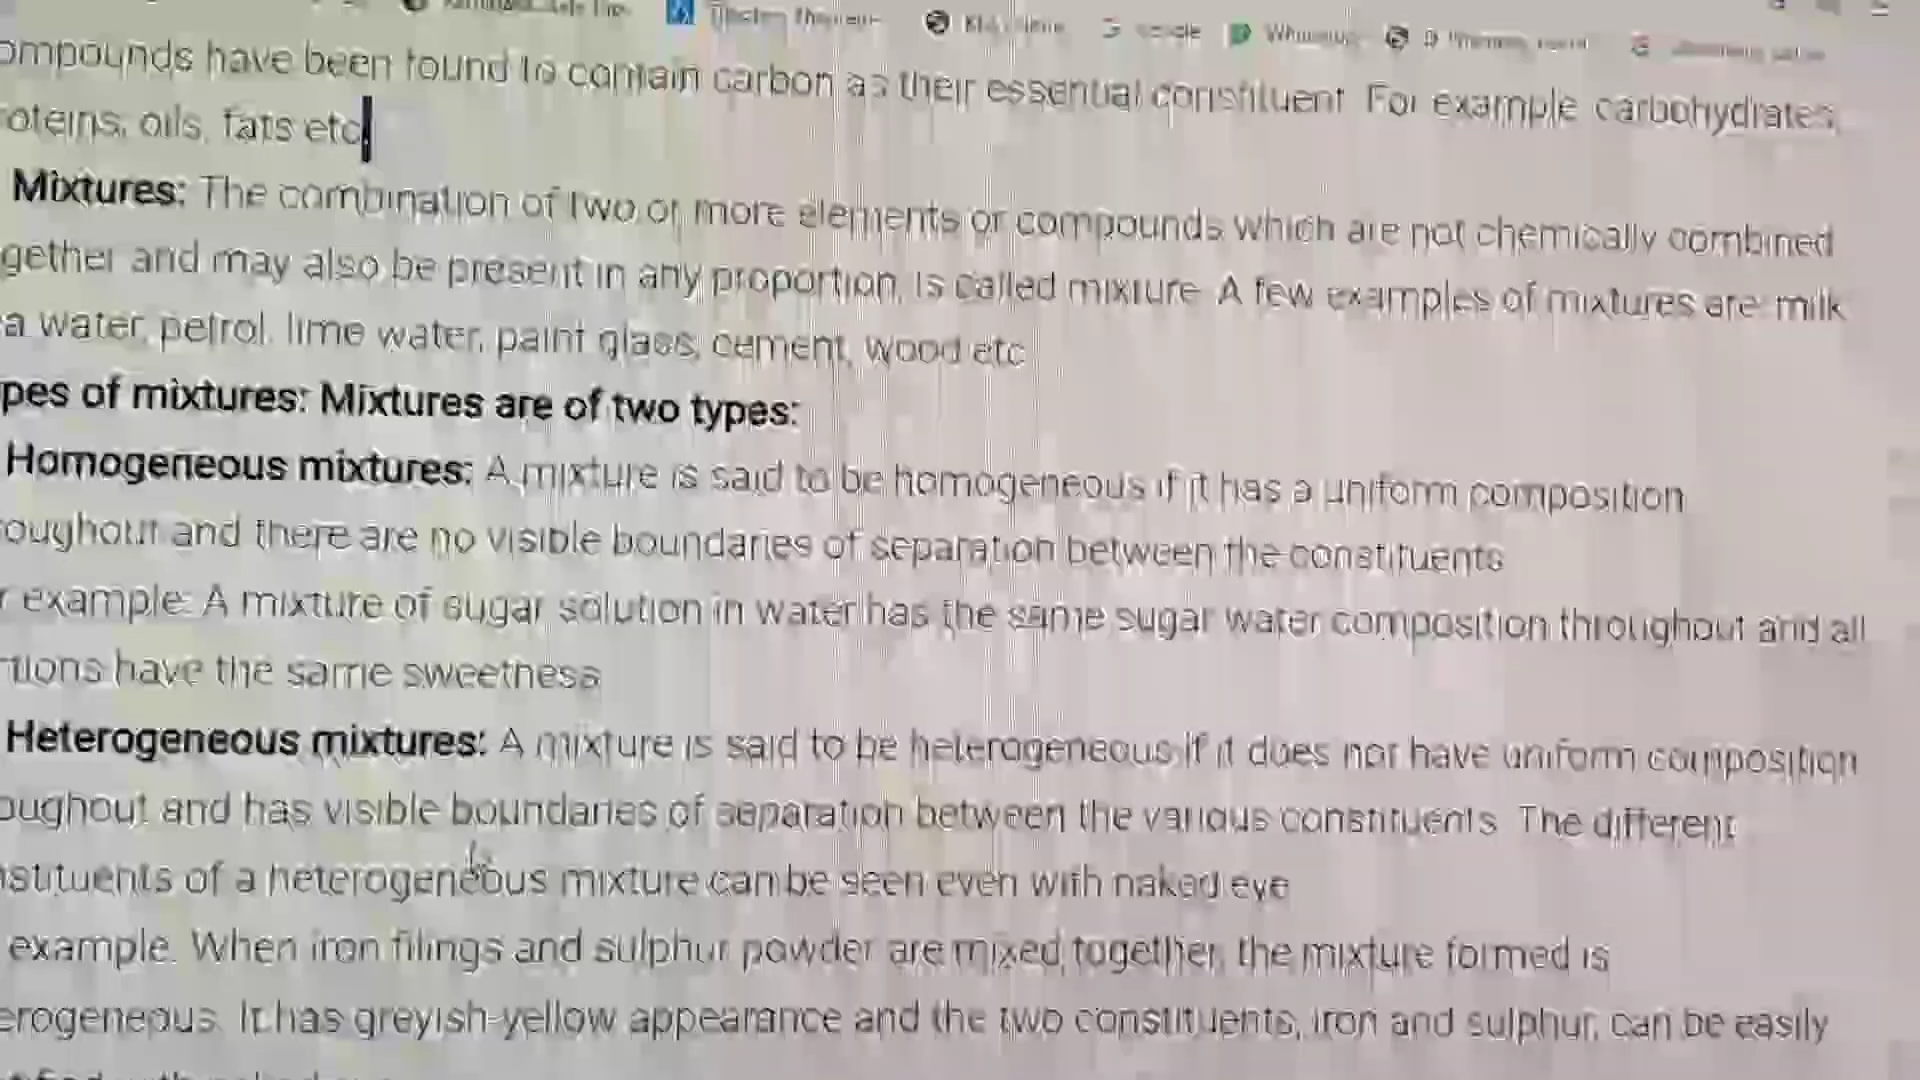 Google
ompounds have been found to contain carbon as their essential constituent For example carbohydrates,
oteins, oils, fats etc.
Mixtures: The combination of two or more elements or compounds which are not chemically combined
gether and may also be present in any proportion, is called mixture A few examples of mixtures are milk
a water, petrol, lime water, paint glass, cement, wood etc
pes of mixtures: Mixtures are of two types:
Homogeneous mixtures: A mixture is said to be homogeneous if it has a uniform composition
oughout and there are no visible boundaries of separation between the constituents
r example: A mixture of sugar solution in water has the same sugar water composition throughout and all
rtions have the same sweetness
Heterogeneous mixtures: A mixture is said to be heterogeneous if it does not have uniform composition
oughout and has visible boundaries of separation between the various constituents The different
nstituents of a heterogeneous mixture can be seen even with naked eye
example. When iron filings and sulphur powder are mixed together, the mixture formed is
erogeneous. It has greyish-yellow appearance and the two constituents, iron and sulphur, can be easily